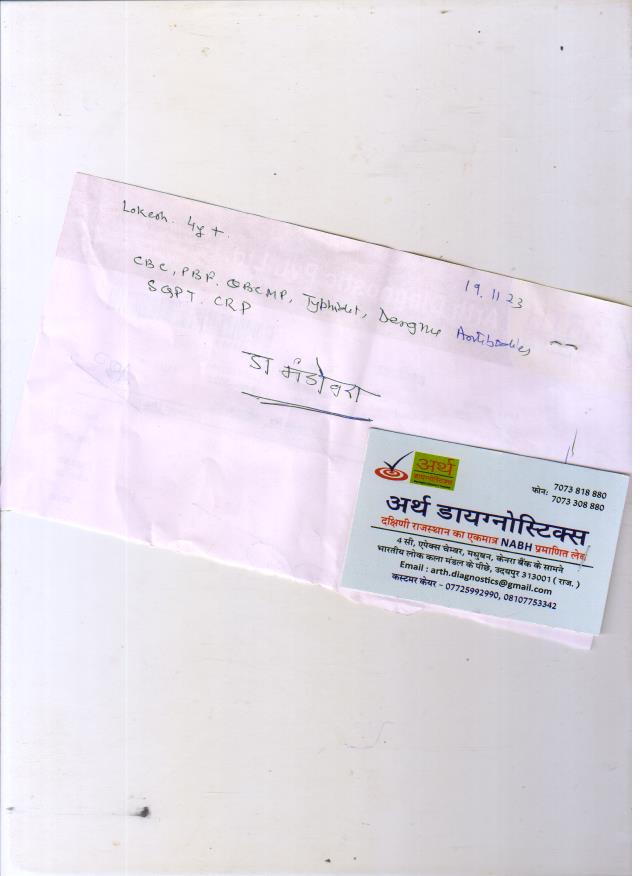 Lokesh. 4y +.
19.11.23
CBC, PBF. QBCMP, Typhidot, Dengue Antibodies
SGPT. CRP
डा मंडोवरा
अर्थ
डायग्नोस्टिक्स
7073 818 880
फोनः 7073 308 880
अर्थ डायग्नोस्टिक्स
दक्षिणी राजस्थान का एकमात्र NABH प्रमाणित लेब
4 सी, एपेक्स चेम्बर, मधुबन, केनरा बैंक के सामने
भारतीय लोक कला मंडल के पीछे, उदयपुर 313001 ( राज. )
Email : arth.diagnostics@gmail.com
कस्टमर केयर – 07725992990, 08107753342